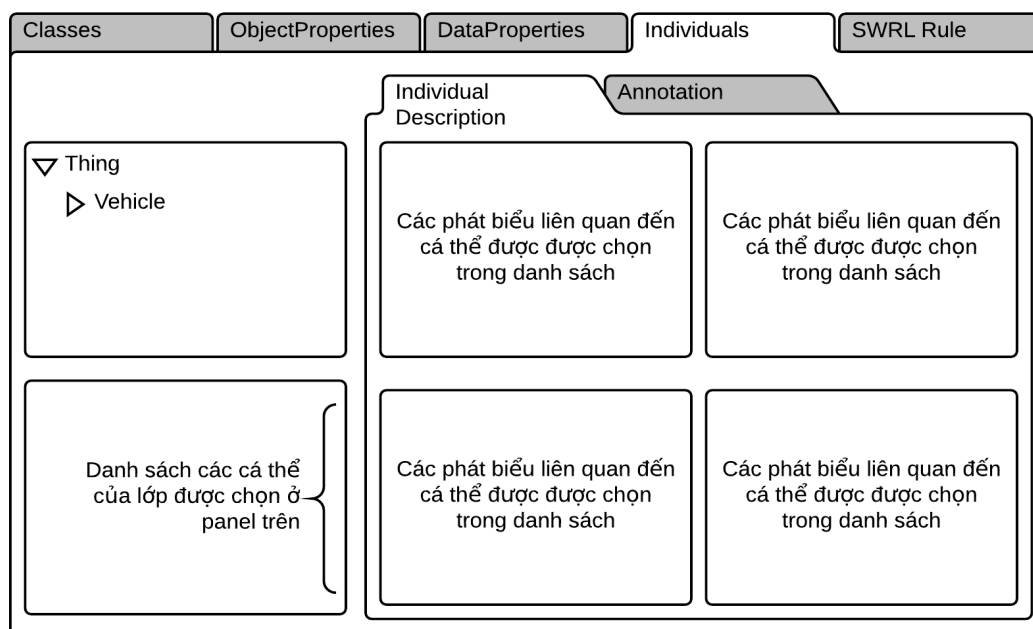 Classes
ObjectProperties
DataProperties
Individuals
SWRL Rule
Individual
Description
Annotation
Thing
Vehicle
Các phát biểu liên quan đến
cá thể được được chọn
trong danh sách
Các phát biểu liên quan đến
cá thể được được chọn
trong danh sách
Danh sách các cá thể
của lớp được chọn ở
panel trên
Các phát biểu liên quan đến
cá thể được được chọn
trong danh sách
Các phát biểu liên quan đến
cá thể được được chọn
trong danh sách